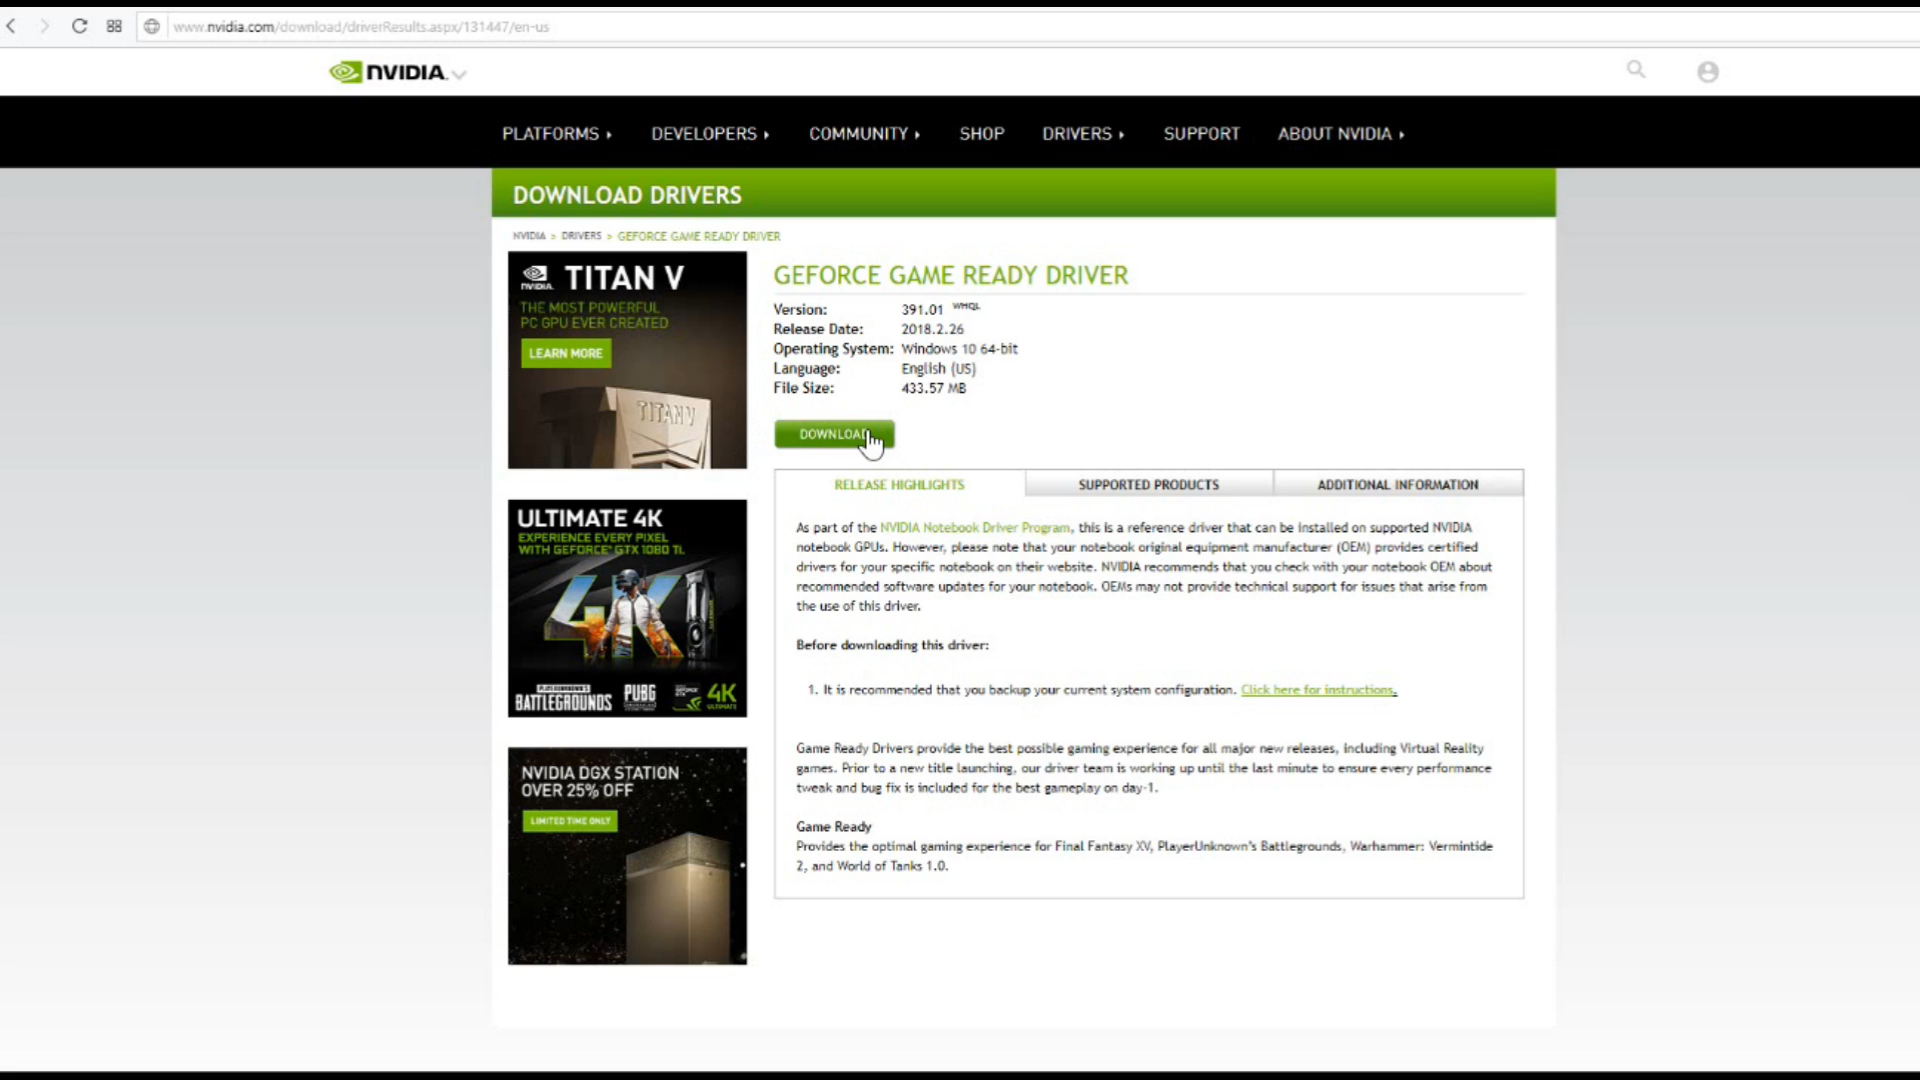 www.nvidia.com/download/driverResults.aspx/131447/en-us
NVIDIA.
PLATFORMS DEVELOPERS COMMUNITY SHOP DRIVERS SUPPORT ABOUT NVIDIA
DOWNLOAD DRIVERS
NVIDIA > DRIVERS > GEFORCE GAME READY DRIVER
NVIDIA. TITAN V
THE MOST POWERFUL
PC GPU EVER CREATED
LEARN MORE
TITAN V
ULTIMATE 4K
EXPERIENCE EVERY PIXEL
WITH GEFORCE® GTX 1080 TI.
4K
PLAYERUNKNOWN'S
BATTLEGROUNDS
PUBG
GEFORCE GTX
4K
ULTIMATE
NVIDIA DGX STATION
OVER 25% OFF
LIMITED TIME ONLY
GEFORCE GAME READY DRIVER
Version: 391.01 WHQL
Release Date: 2018.2.26
Operating System: Windows 10 64-bit
Language: English (US)
File Size: 433.57 MB
DOWNLOAD
RELEASE HIGHLIGHTS SUPPORTED PRODUCTS ADDITIONAL INFORMATION
As part of the NVIDIA Notebook Driver Program, this is a reference driver that can be installed on supported NVIDIA
notebook GPUs. However, please note that your notebook original equipment manufacturer (OEM) provides certified
drivers for your specific notebook on their website. NVIDIA recommends that you check with your notebook OEM about
recommended software updates for your notebook. OEMs may not provide technical support for issues that arise from
the use of this driver.
Before downloading this driver:
1. It is recommended that you backup your current system configuration. Click here for instructions.
Game Ready Drivers provide the best possible gaming experience for all major new releases, including Virtual Reality
games. Prior to a new title launching, our driver team is working up until the last minute to ensure every performance
tweak and bug fix is included for the best gameplay on day-1.
Game Ready
Provides the optimal gaming experience for Final Fantasy XV, PlayerUnknown's Battlegrounds, Warhammer: Vermintide
2, and World of Tanks 1.0.